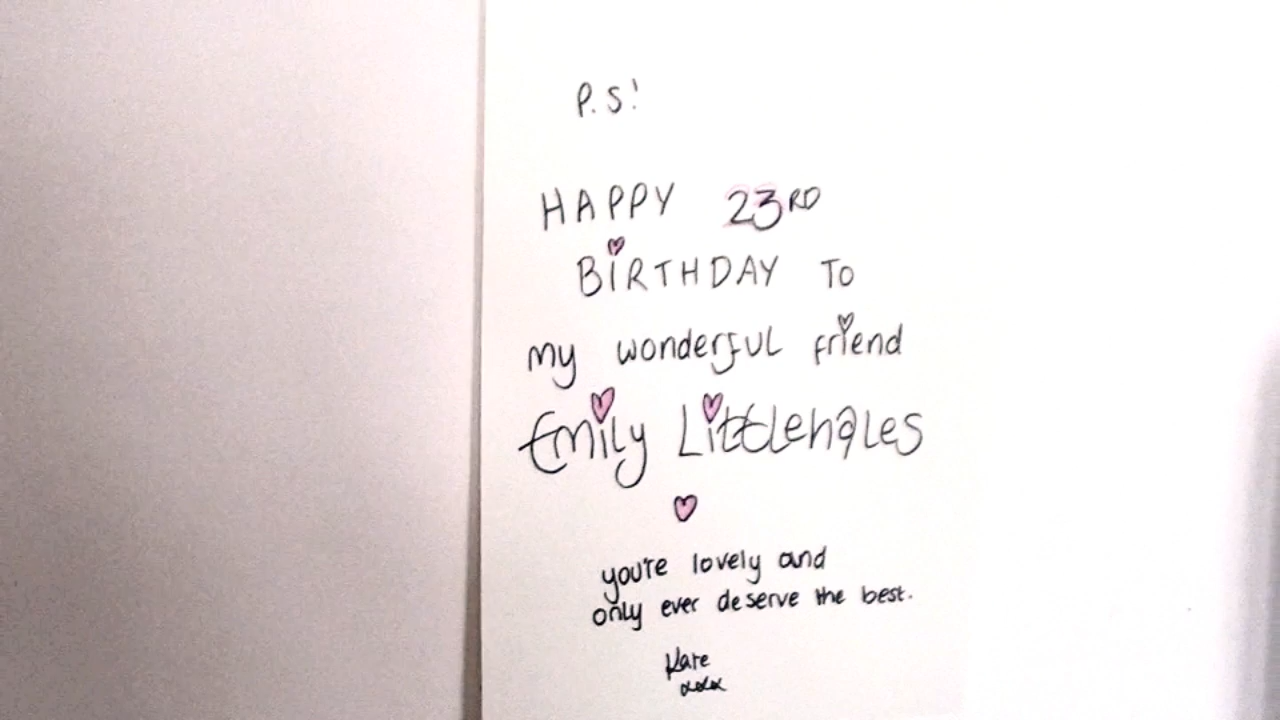 P.S!
HAPPY 23RD
BiRTHDAY To
my wonderful friend
Emily Littlehales
you're lovely and
only ever deserve the best.
Kate
xxxx